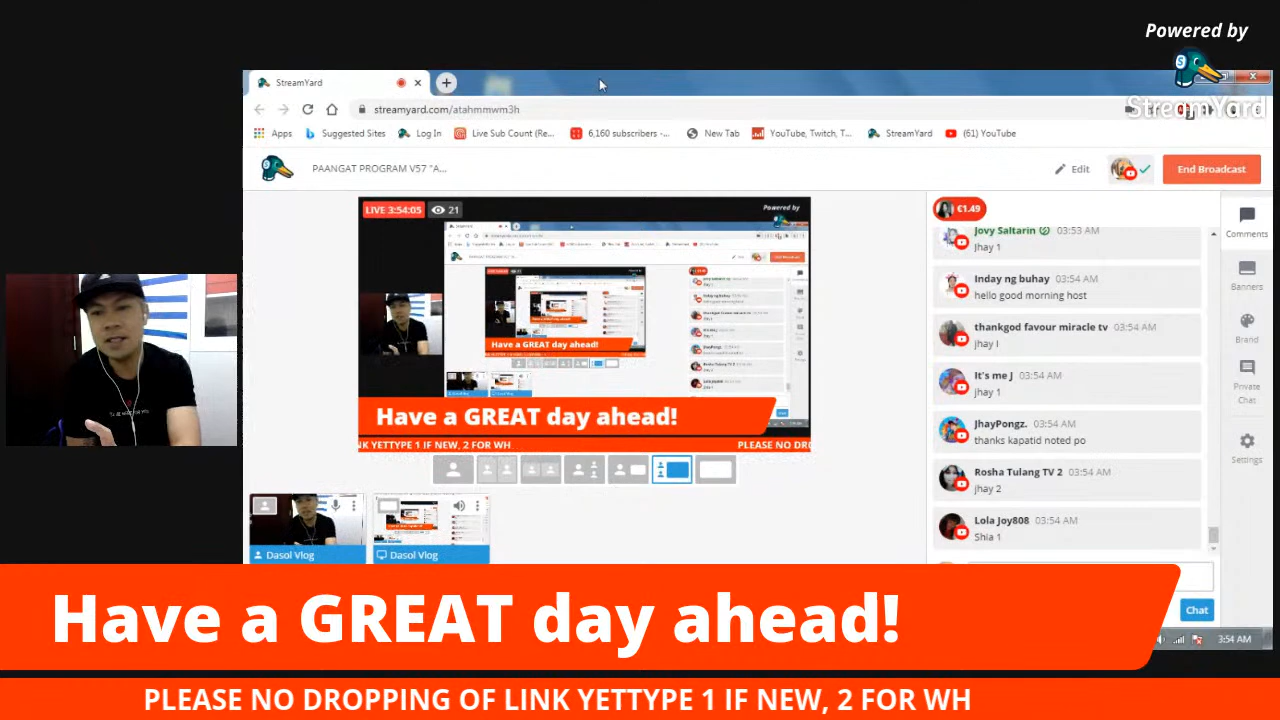 Powered by
StreamYard
StreamYard
streamyard.com/atahmmwm3h
Apps
Suggested Sites
Log In
Live Sub Count (Re...
6,160 subscribers -...
New Tab
YouTube, Twitch, T...
StreamYard
(61) YouTube
PAANGAT PROGRAM V57 "A...
Edit
End Broadcast
LIVE 3:54:05
21
Powered by
Have a GREAT day ahead!
Have a GREAT day ahead!
NK YETTYPE 1 IF NEW, 2 FOR WH
PLEASE NO DRO
Dasol Vlog
Dasol Vlog
€1.49
Jovy Saltarin 03:53 AM
jhay 1
Inday ng buhay 03:54 AM
hello good morning host
thankgod favour miracle tv 03:54 AM
jhay I
It's me J 03:54 AM
jhay 1
JhayPongz. 03:54 AM
thanks kapatid noted po
Rosha Tulang TV 2 03:54 AM
jhay 2
Lola Joy808 03:54 AM
Shia 1
Comments
Banners
Brand
Private
Chat
Settings
Chat
3:54 AM
Have a GREAT day ahead!
PLEASE NO DROPPING OF LINK YETTYPE 1 IF NEW, 2 FOR WH